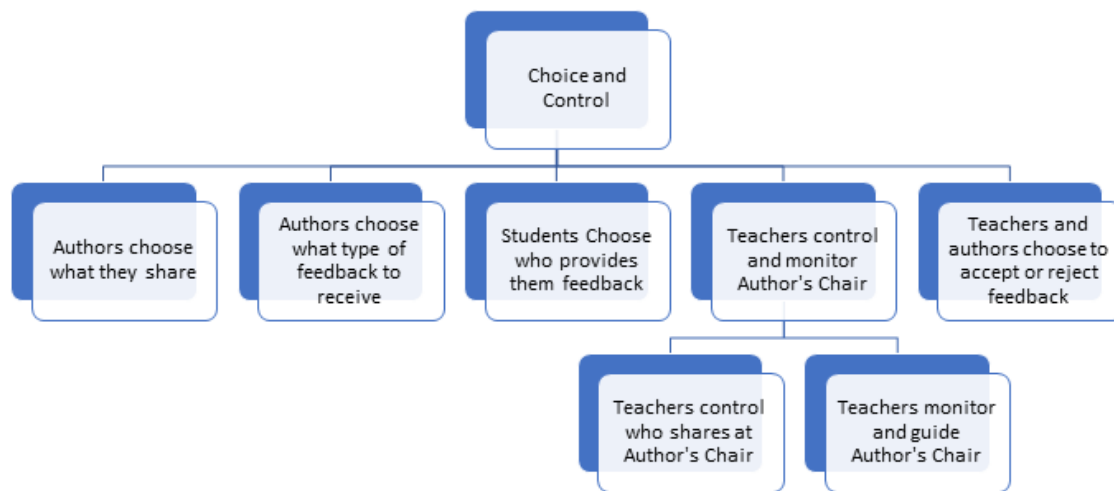 Choice and
Control
Authors choose
what they share
Authors choose
what type of
feedback to
receive
Students Choose
who provides
them feedback
Teachers control
and monitor
Author's Chair
Teachers and
authors choose to
accept or reject
feedback
Teachers control
who shares at
Author's Chair
Teachers monitor
and guide
Author's Chair